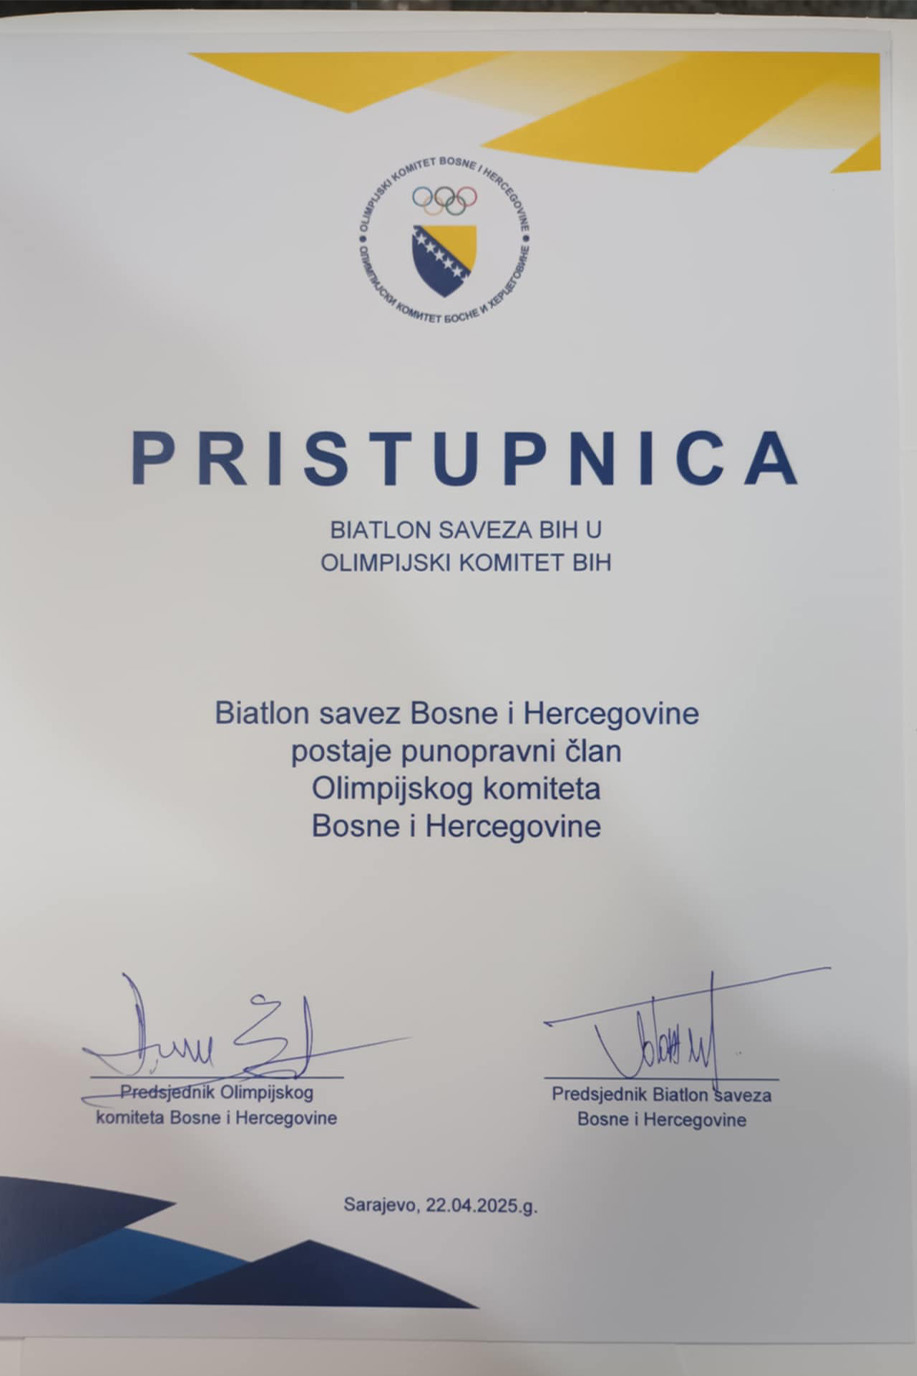 OLIMPIJSKI KOMITET BOSNE I HERCEGOVINE
ОЛИМПИЈСКИ КОМИТЕТ БОСНЕ И ХЕРЦЕГОВИНЕ
PRISTUPNICA
BIATLON SAVEZA BIH U
OLIMPIJSKI KOMITET BIH
Biatlon savez Bosne i Hercegovine
postaje punopravni član
Olimpijskog komiteta
Bosne i Hercegovine
Predsjednik Olimpijskog
komiteta Bosne i Hercegovine
Predsjednik Biatlon saveza
Bosne i Hercegovine
Sarajevo, 22.04.2025.g.